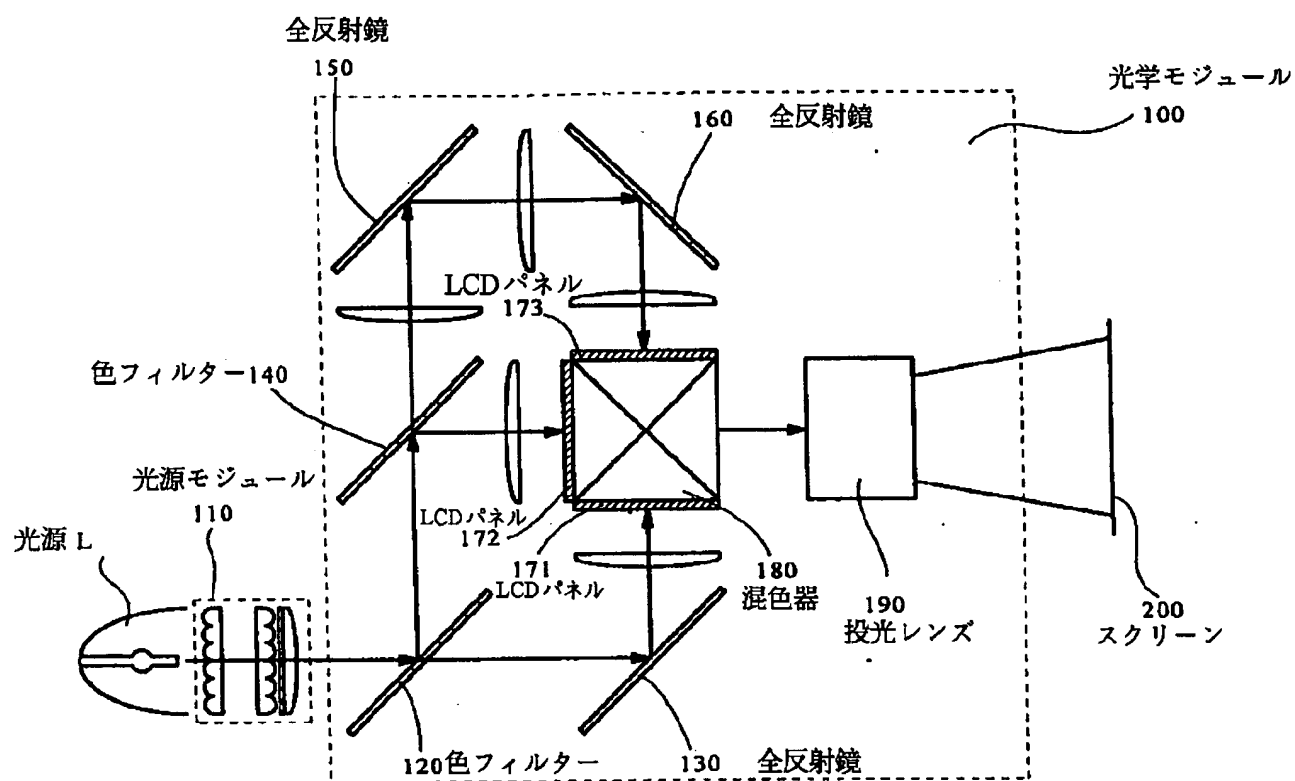 全反射鏡
150
光学モジュール
100
160
全反射鏡
LCDパネル
173
色フィルター140
光源モジュール
110
光源 L
LCDパネル
172
171
LCDパネル
180
混色器
190
投光レンズ
200
スクリーン
120色フィルター
130
全反射鏡